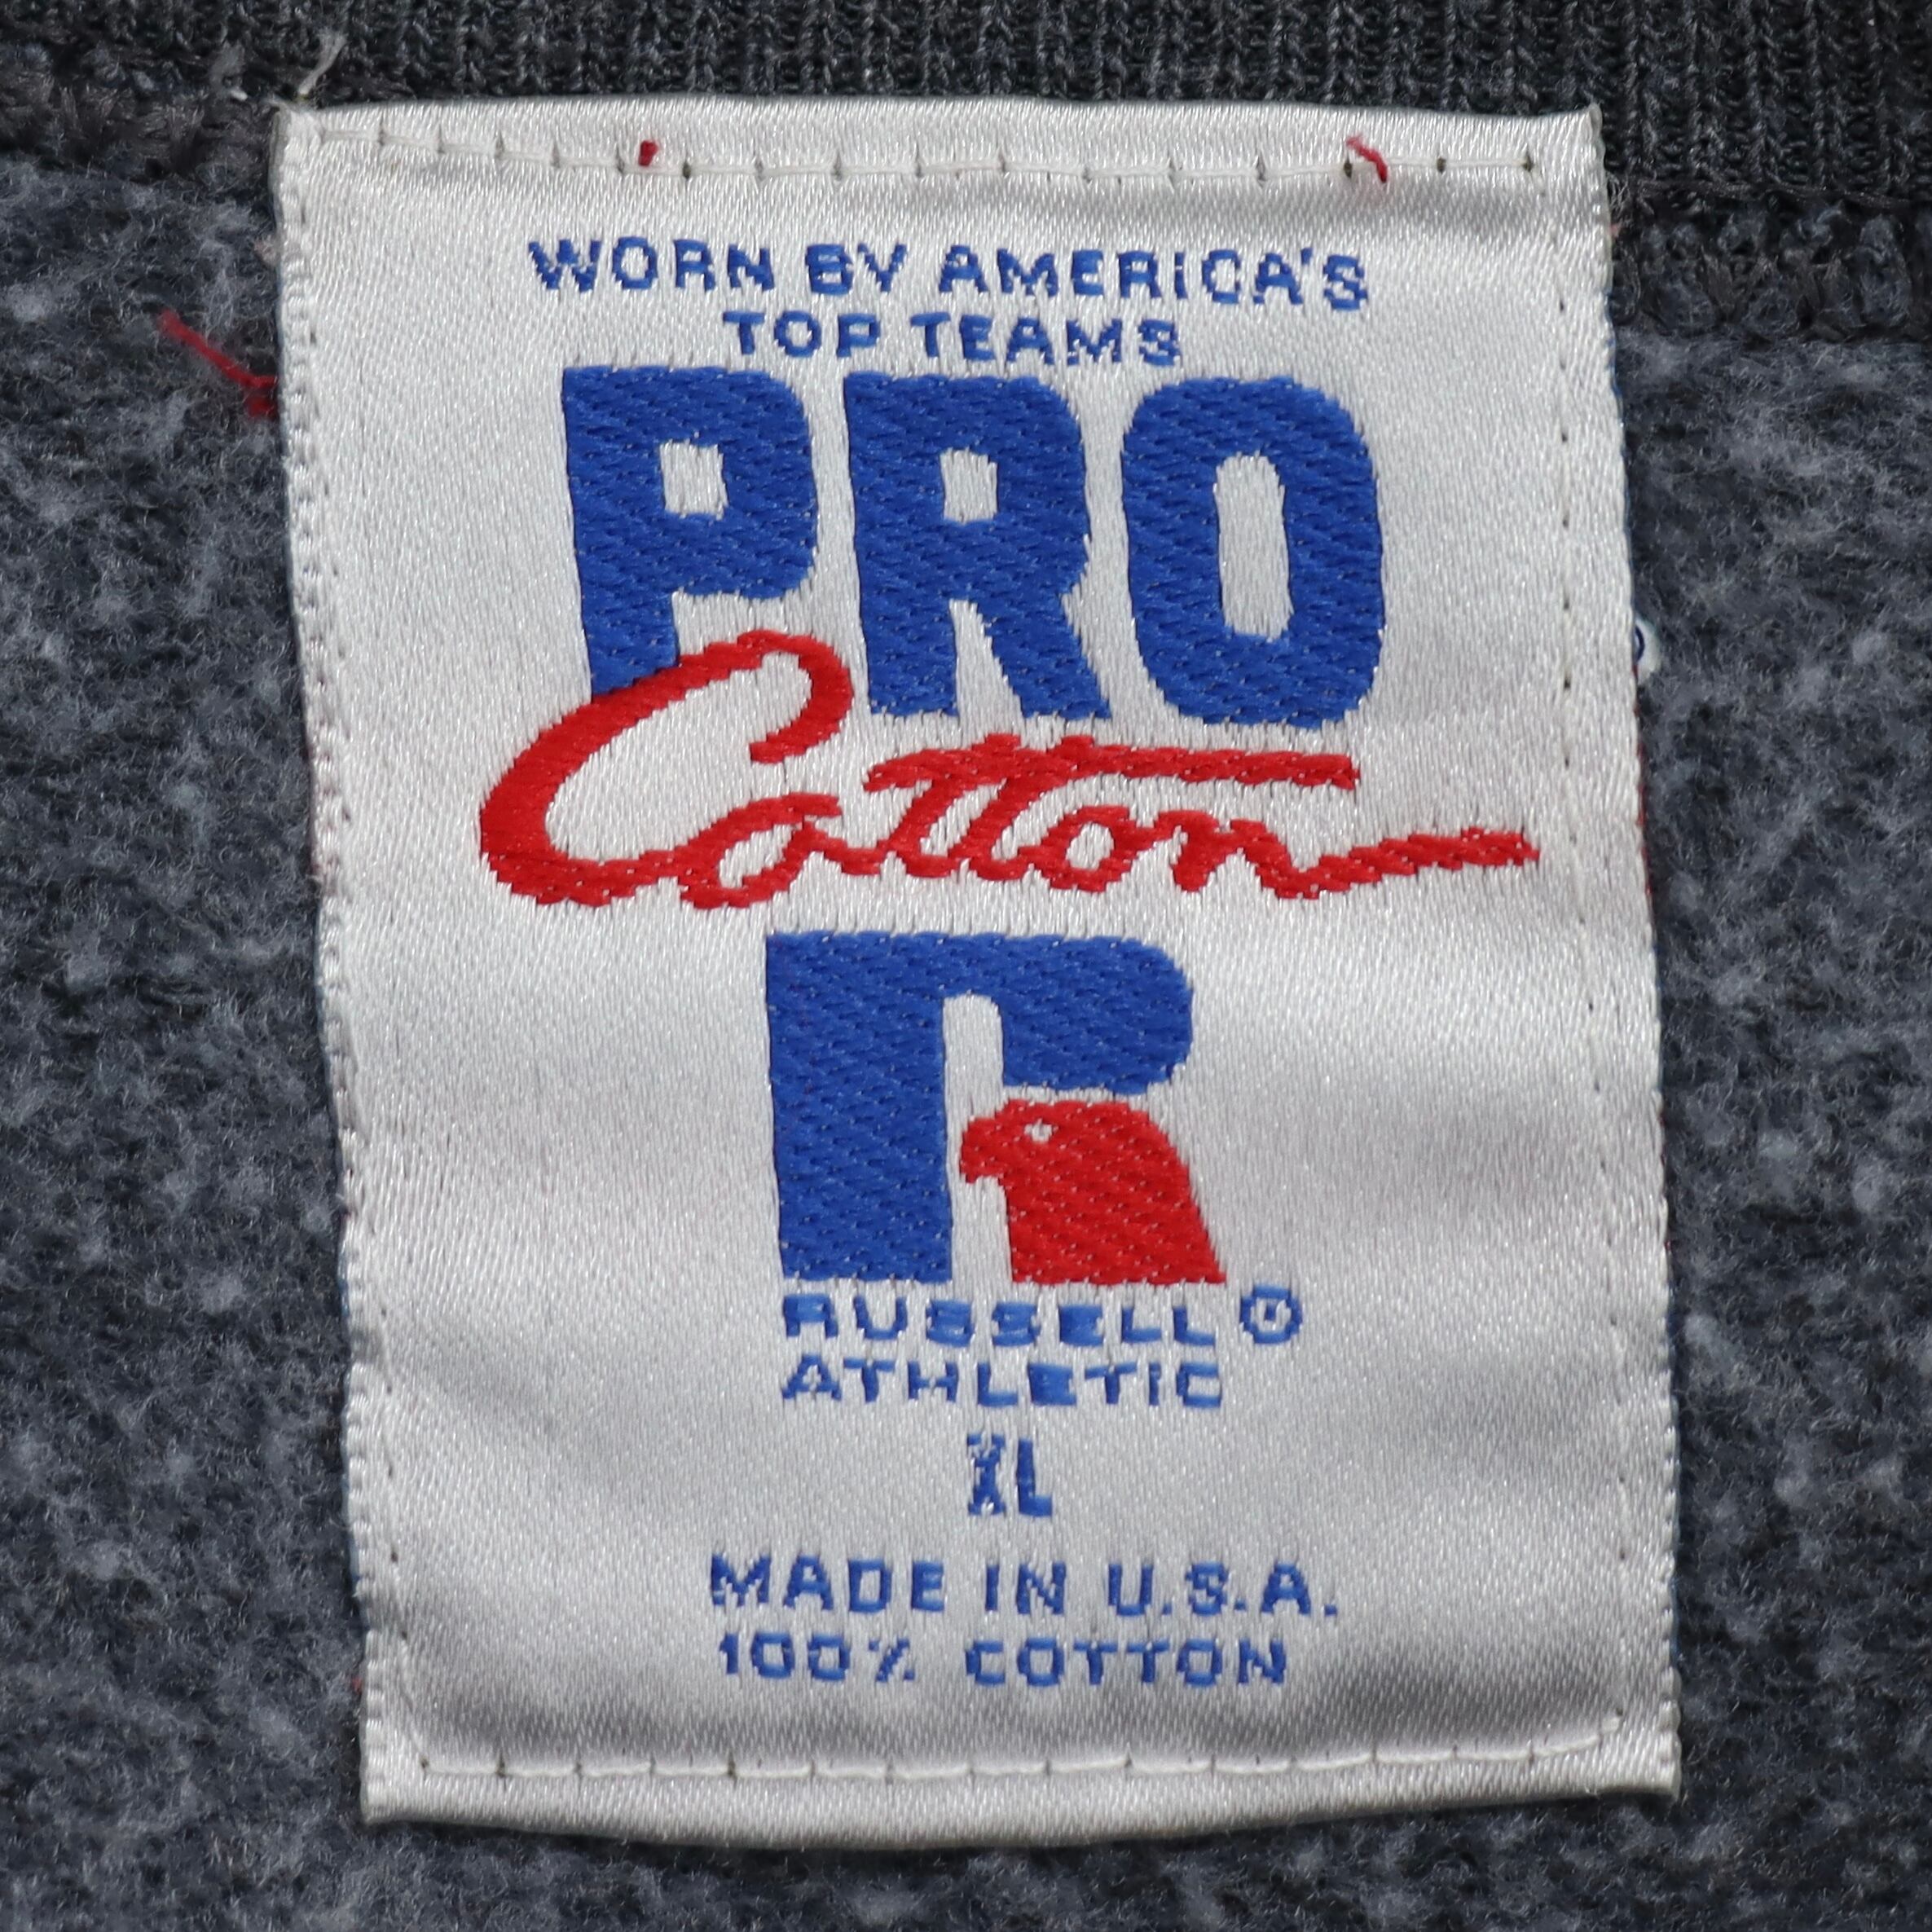 WORN BY AMERICA'S
TOP TEAMS
PRO
Cotton
RUSSELL ®
ATHLETIC
XL
MADE IN U.S.A.
100% COTTON